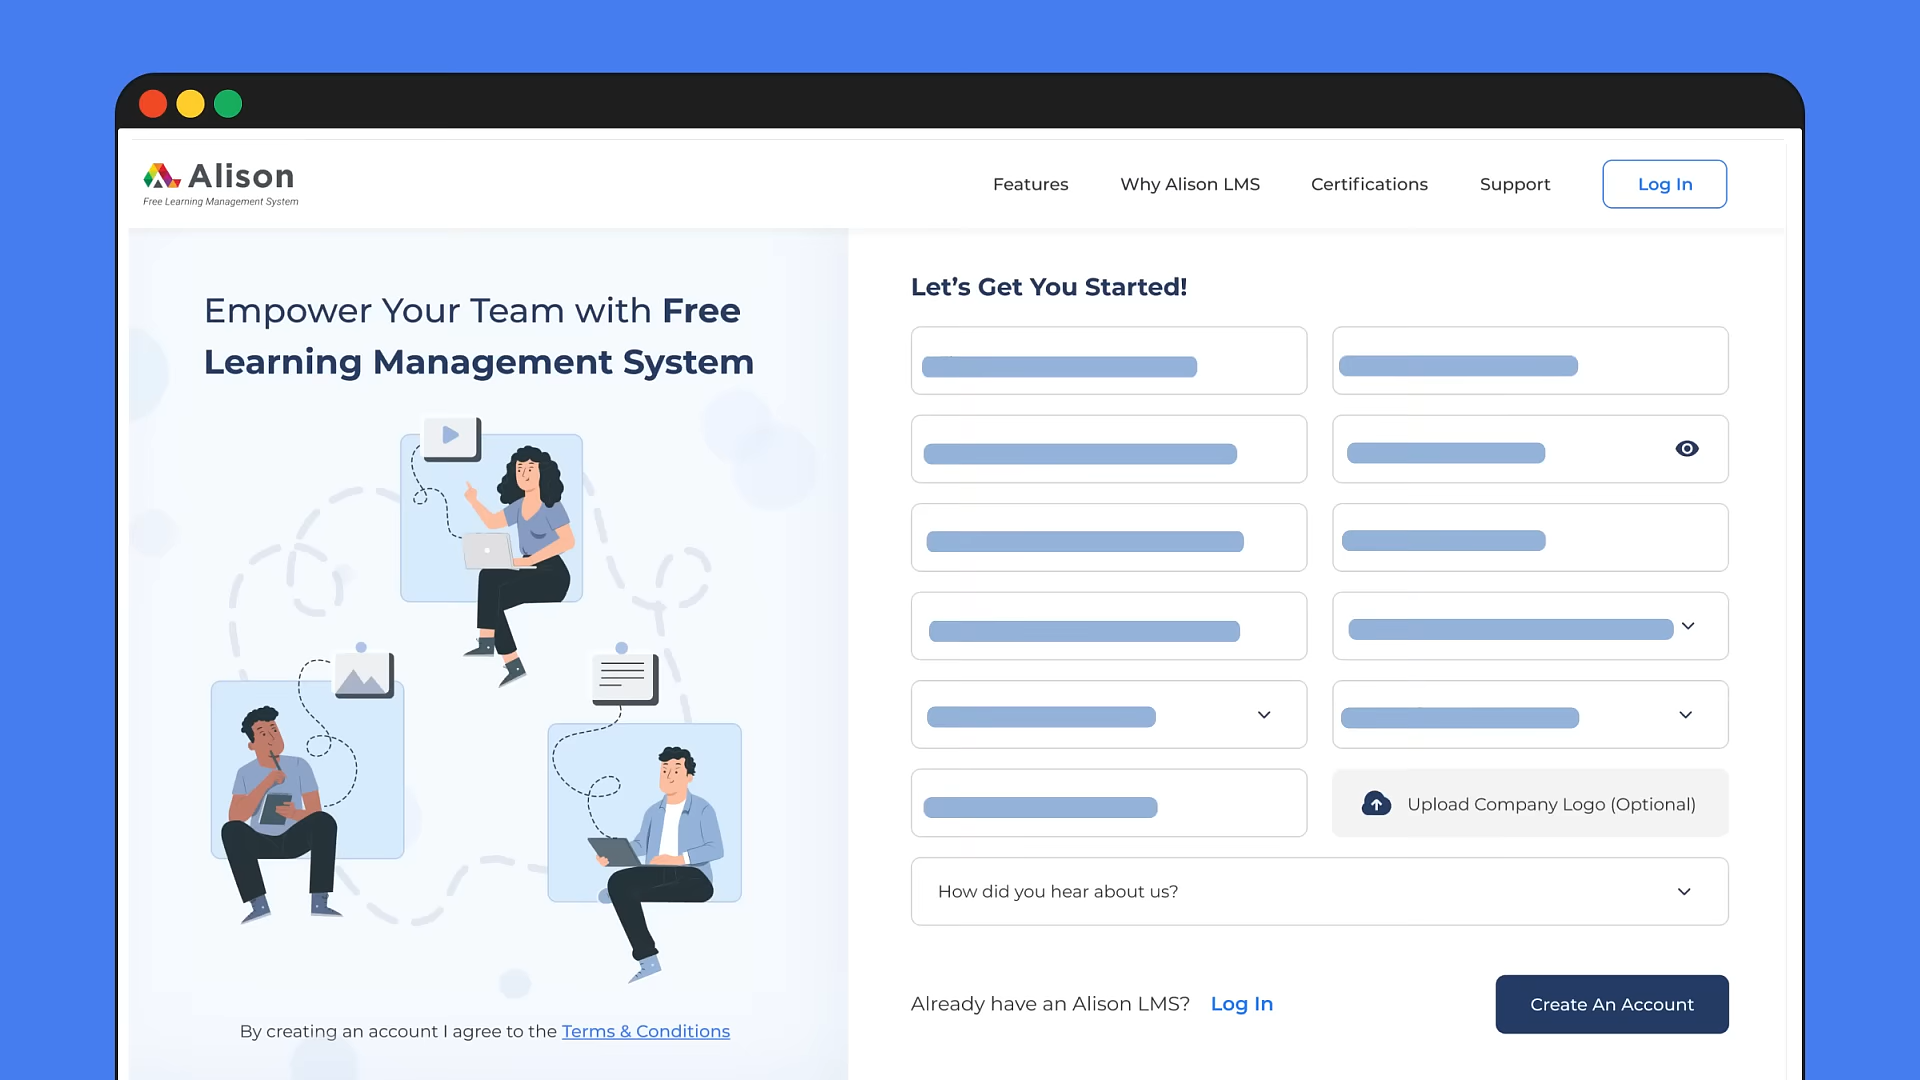 Alison
Free Learning Management System
Features
Why Alison LMS
Certifications
Support
Log In
Empower Your Team with Free
Learning Management System
By creating an account I agree to the Terms & Conditions
Let’s Get You Started!
Upload Company Logo (Optional)
How did you hear about us?
Already have an Alison LMS? Log In
Create An Account